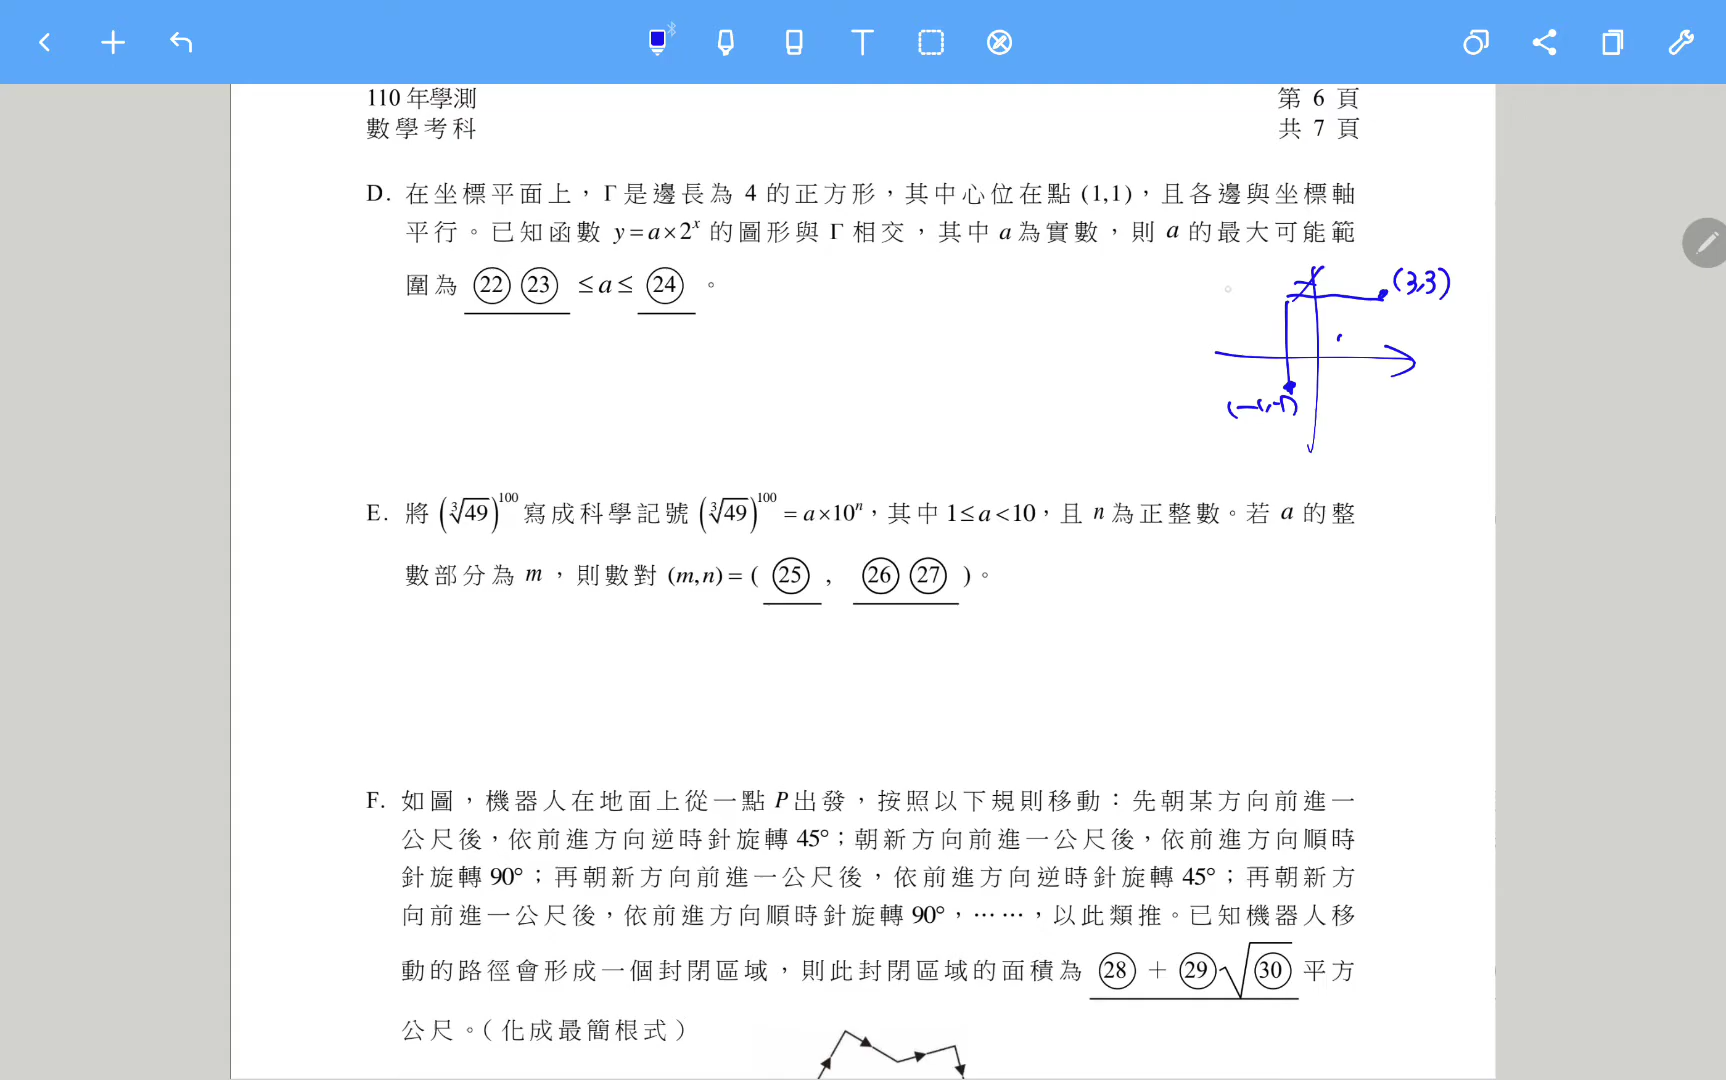 110 年學測
數學考科
第 6 頁
共 7 頁
D. 在坐標平面上，Γ 是邊長為 4 的正方形，其中心位在點 (1,1)，且各邊與坐標軸
平行。已知函數 y=a×2^x 的圖形與 Γ 相交，其中 a 為實數，則 a 的最大可能範
圍為 ㉒ ㉓ ≤a≤ ㉔ 。
(3,3)
(-1,-1)
E. 將 (∛49)^100 寫成科學記號 (∛49)^100 = a×10^n，其中 1≤a<10，且 n 為正整數。若 a 的整
數部分為 m，則數對 (m,n)=( ㉕ , ㉖ ㉗ )。
F. 如圖，機器人在地面上從一點 P 出發，按照以下規則移動：先朝某方向前進一
公尺後，依前進方向逆時針旋轉 45°；朝新方向前進一公尺後，依前進方向順時
針旋轉 90°；再朝新方向前進一公尺後，依前進方向逆時針旋轉 45°；再朝新方
向前進一公尺後，依前進方向順時針旋轉 90°，……，以此類推。已知機器人移
動的路徑會形成一個封閉區域，則此封閉區域的面積為 ㉘ + ㉙√㉚ 平方
公尺。（化成最簡根式）